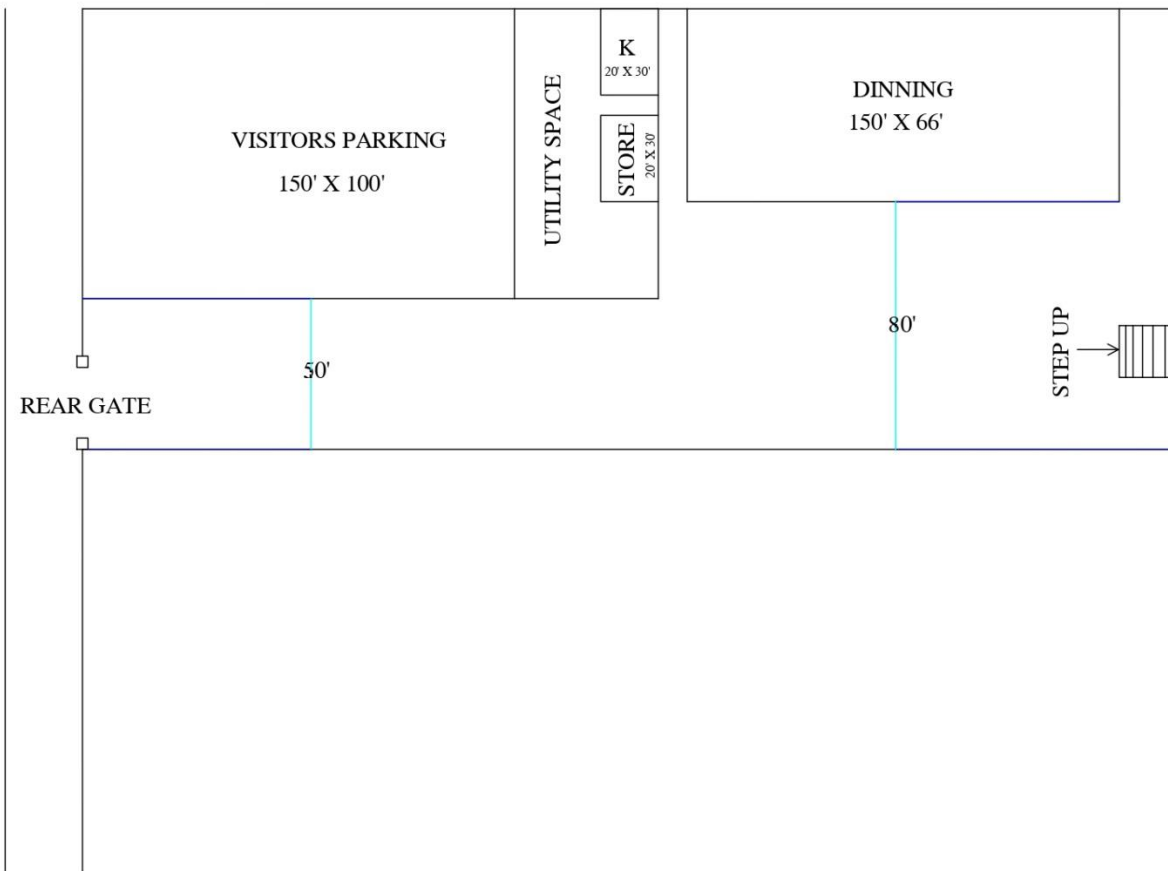 K
20' X 30'
DINNING
150' X 66'
VISITORS PARKING
150' X 100'
UTILITY SPACE
STORE
20' X 30'
80'
STEP UP
50'
REAR GATE